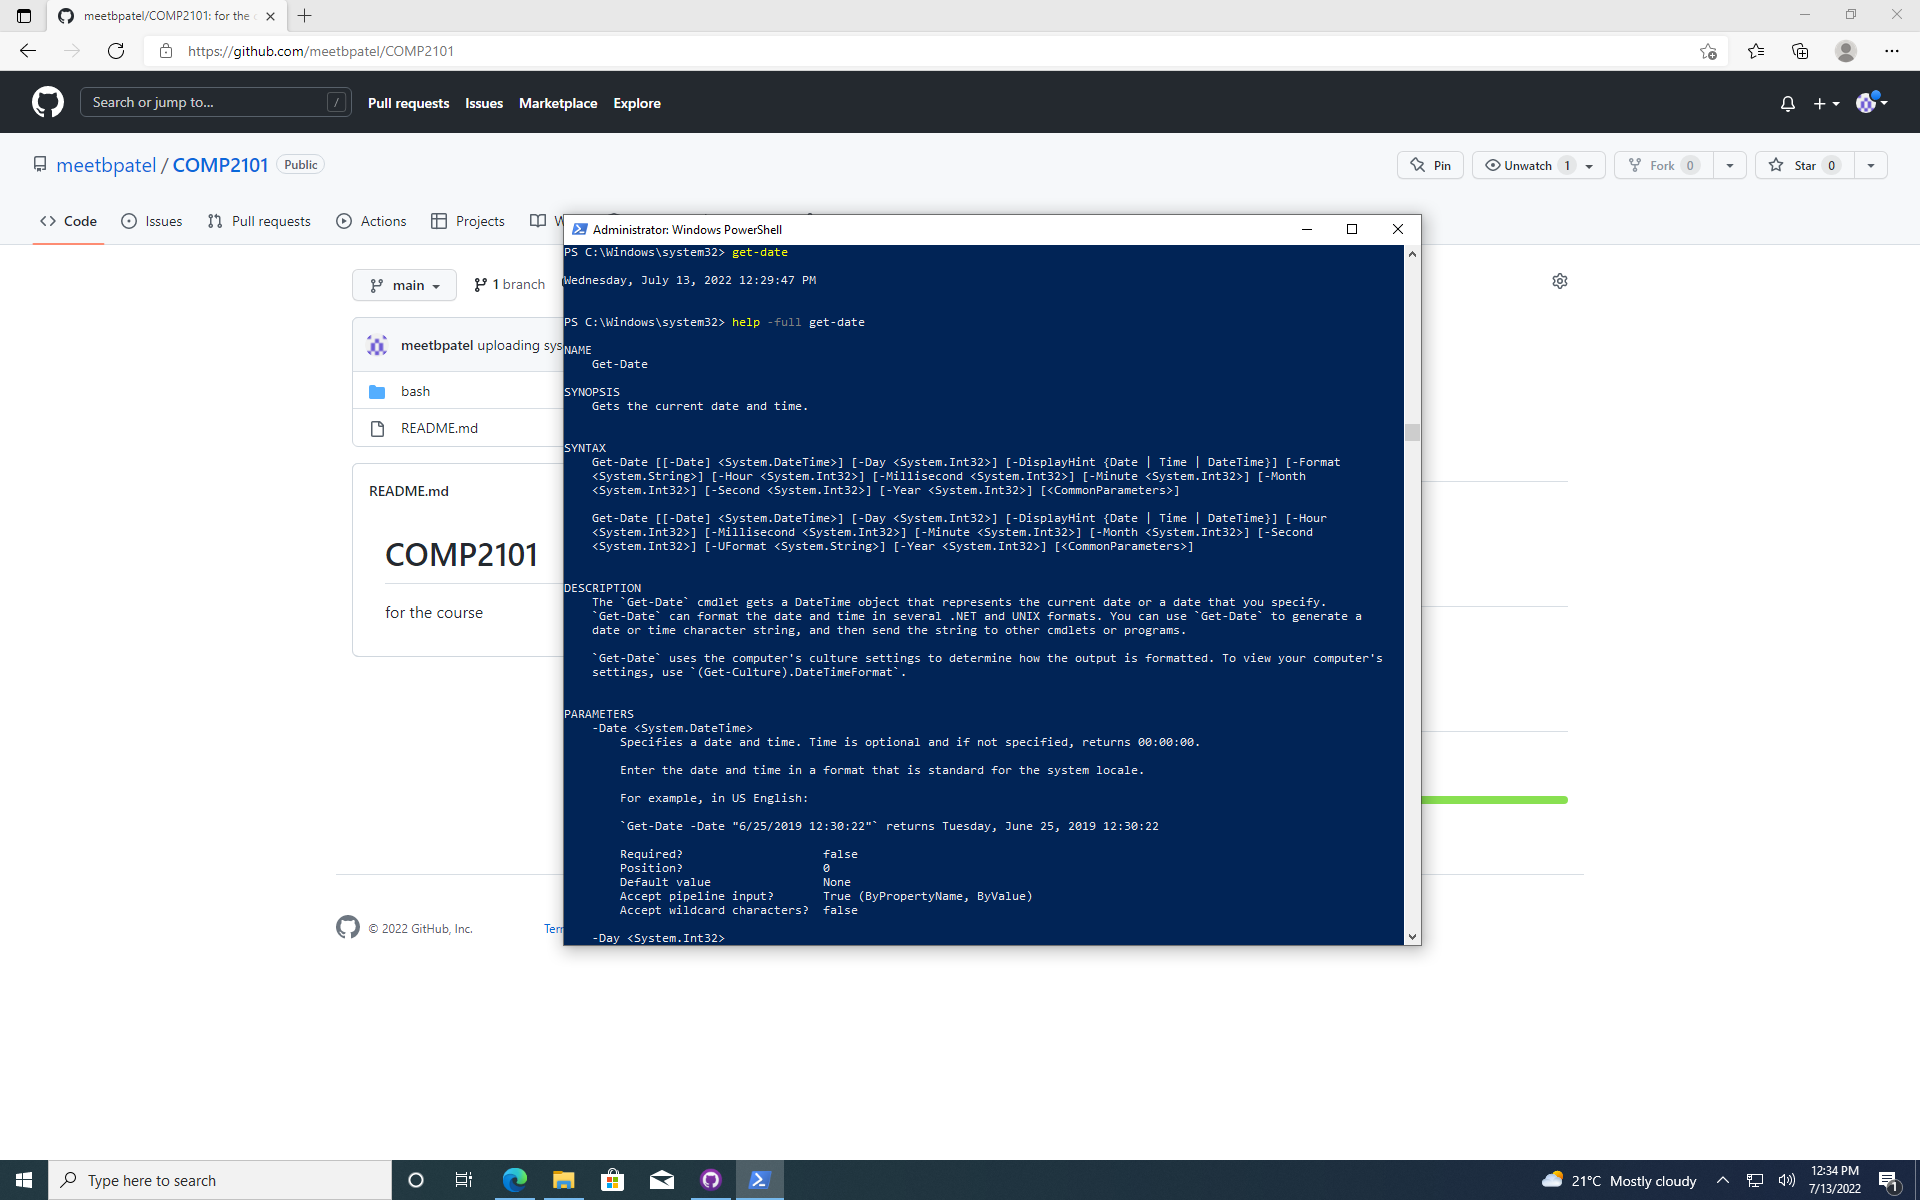 meetbpatel/COMP2101: for the
https://github.com/meetbpatel/COMP2101
Search or jump to...
/
Pull requests
Issues
Marketplace
Explore
meetbpatel / COMP2101
Public
Pin
Unwatch 1
Fork 0
Star 0
Code
Issues
Pull requests
Actions
Projects
W
main
1 branch
meetbpatel uploading sys
bash
README.md
README.md
COMP2101
for the course
© 2022 GitHub, Inc.
Terr
Administrator: Windows PowerShell
PS C:\Windows\system32> get-date
Wednesday, July 13, 2022 12:29:47 PM
PS C:\Windows\system32> help -full get-date
NAME
Get-Date
SYNOPSIS
Gets the current date and time.
SYNTAX
Get-Date [[-Date] <System.DateTime>] [-Day <System.Int32>] [-DisplayHint {Date | Time | DateTime}] [-Format
<System.String>] [-Hour <System.Int32>] [-Millisecond <System.Int32>] [-Minute <System.Int32>] [-Month
<System.Int32>] [-Second <System.Int32>] [-Year <System.Int32>] [<CommonParameters>]
Get-Date [[-Date] <System.DateTime>] [-Day <System.Int32>] [-DisplayHint {Date | Time | DateTime}] [-Hour
<System.Int32>] [-Millisecond <System.Int32>] [-Minute <System.Int32>] [-Month <System.Int32>] [-Second
<System.Int32>] [-UFormat <System.String>] [-Year <System.Int32>] [<CommonParameters>]
DESCRIPTION
The `Get-Date` cmdlet gets a DateTime object that represents the current date or a date that you specify.
`Get-Date` can format the date and time in several .NET and UNIX formats. You can use `Get-Date` to generate a
date or time character string, and then send the string to other cmdlets or programs.
`Get-Date` uses the computer's culture settings to determine how the output is formatted. To view your computer's
settings, use `(Get-Culture).DateTimeFormat`.
PARAMETERS
-Date <System.DateTime>
Specifies a date and time. Time is optional and if not specified, returns 00:00:00.
Enter the date and time in a format that is standard for the system locale.
For example, in US English:
`Get-Date -Date "6/25/2019 12:30:22"` returns Tuesday, June 25, 2019 12:30:22
Required? false
Position? 0
Default value None
Accept pipeline input? True (ByPropertyName, ByValue)
Accept wildcard characters? false
-Day <System.Int32>
Type here to search
21°C Mostly cloudy
12:34 PM
7/13/2022
1